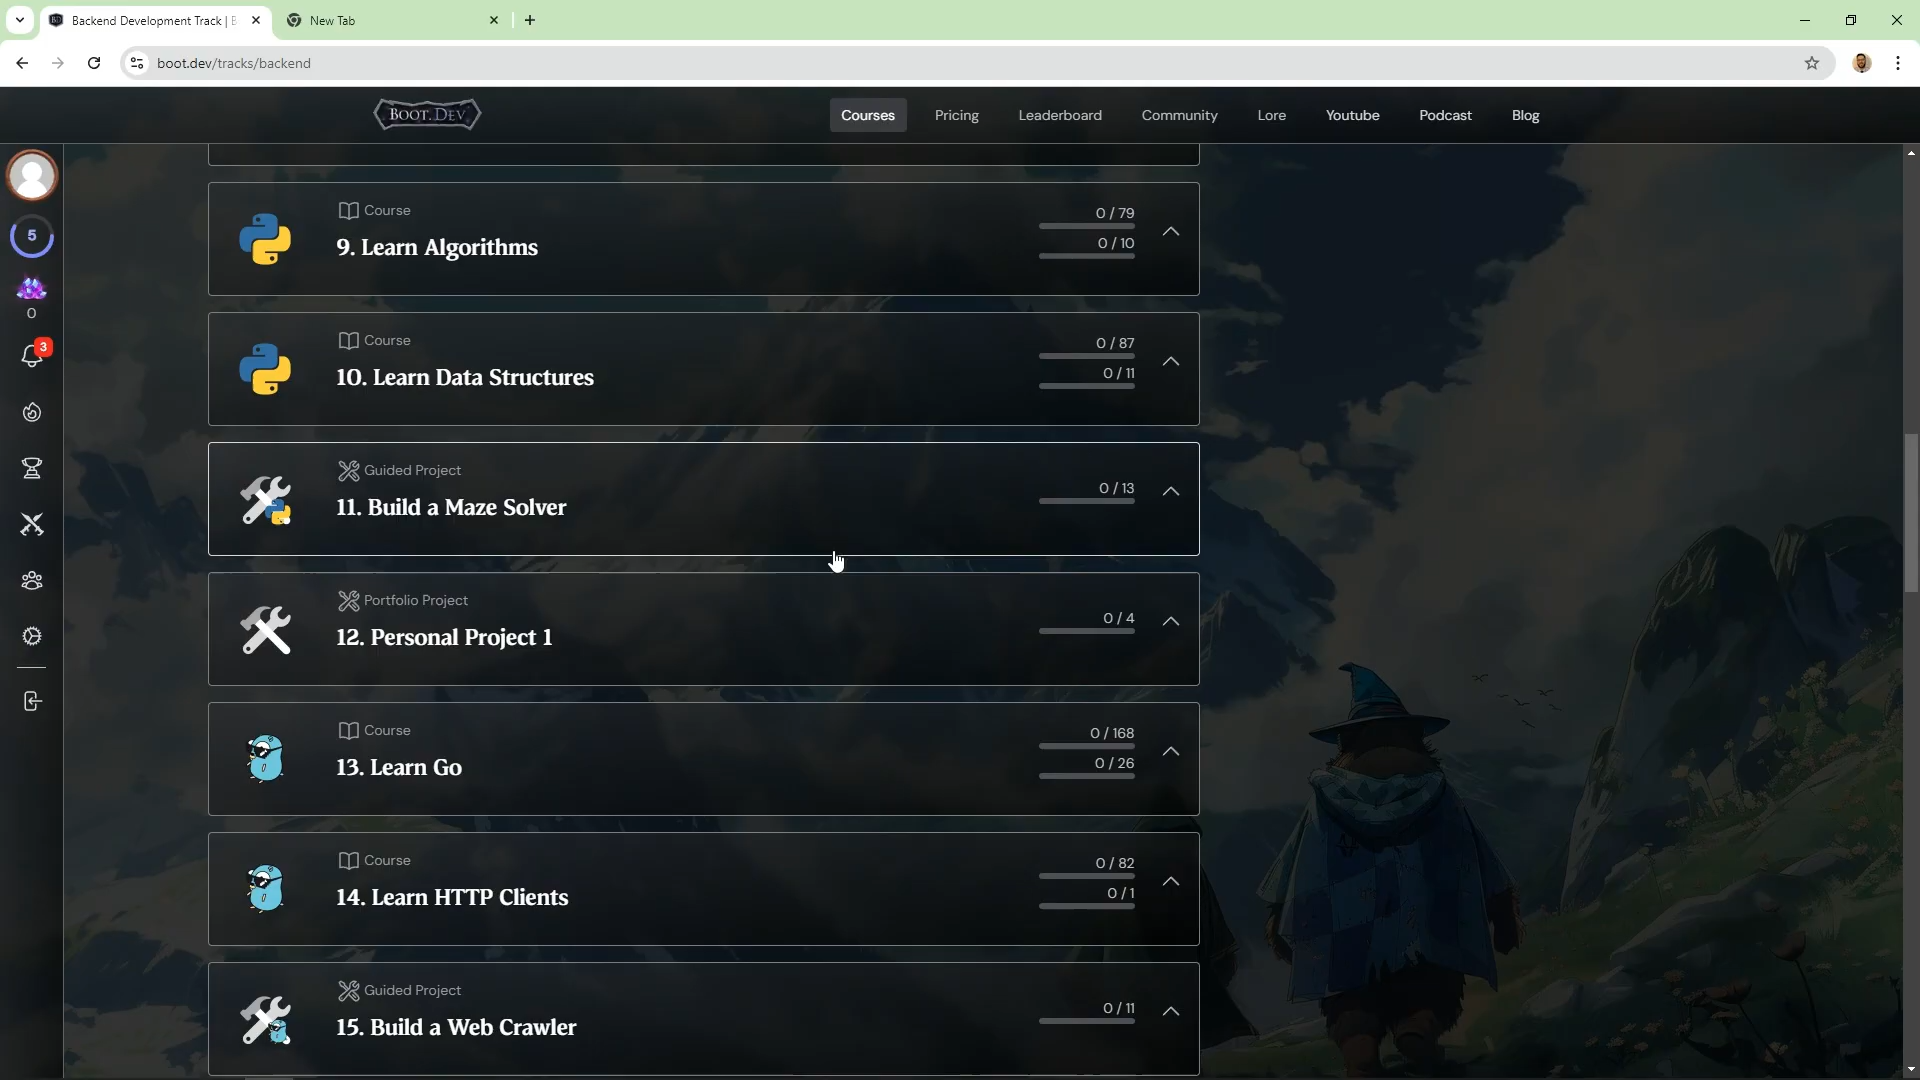 Backend Development Track | B
New Tab
boot.dev/tracks/backend
BOOT.DEV
Courses
Pricing
Leaderboard
Community
Lore
Youtube
Podcast
Blog
5
0
3
Course
9. Learn Algorithms
0 / 79
0 / 10
Course
10. Learn Data Structures
0 / 87
0 / 11
Guided Project
11. Build a Maze Solver
0 / 13
Portfolio Project
12. Personal Project 1
0 / 4
Course
13. Learn Go
0 / 168
0 / 26
Course
14. Learn HTTP Clients
0 / 82
0 / 1
Guided Project
15. Build a Web Crawler
0 / 11